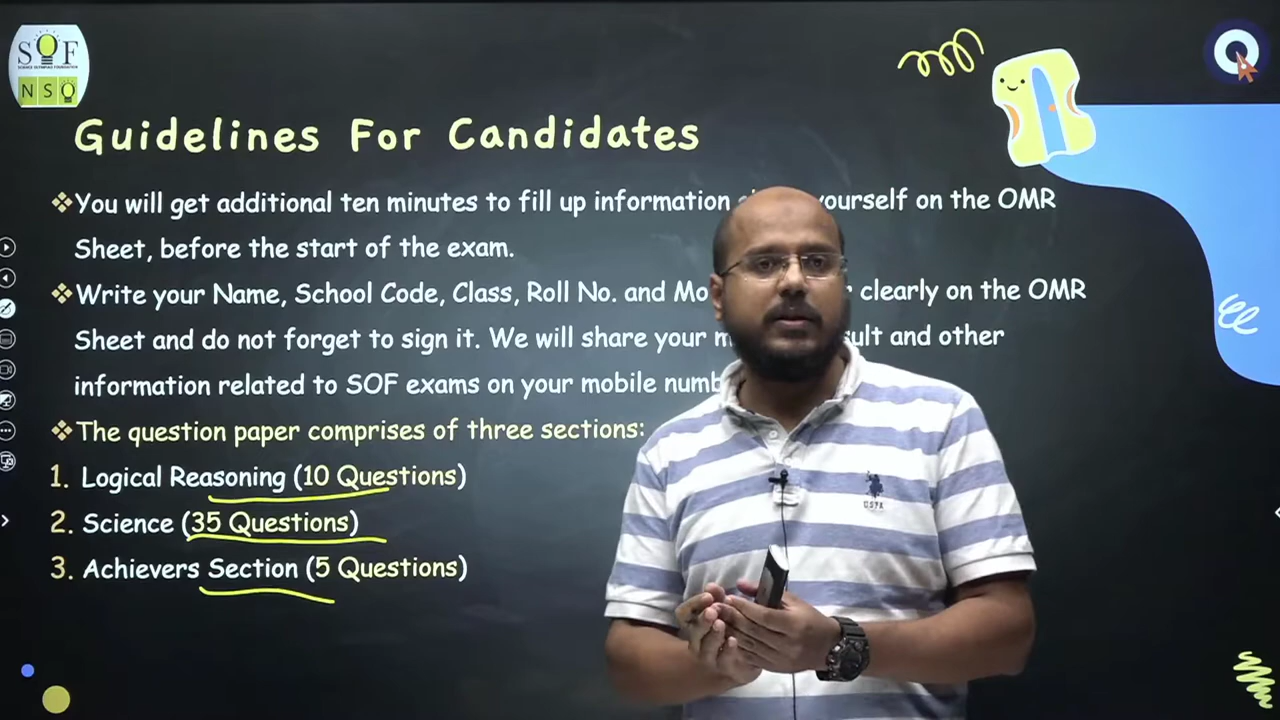 SOF
SCIENCE OLYMPIAD FOUNDATION
NSO
Guidelines For Candidates
❖You will get additional ten minutes to fill up information yourself on the OMR
Sheet, before the start of the exam.
❖Write your Name, School Code, Class, Roll No. and clearly on the OMR
Sheet and do not forget to sign it. We will share your and other
information related to SOF exams on your mobile
❖The question paper comprises of three sections:
1. Logical Reasoning (10 Questions)
2. Science (35 Questions)
3. Achievers Section (5 Questions)
USPA